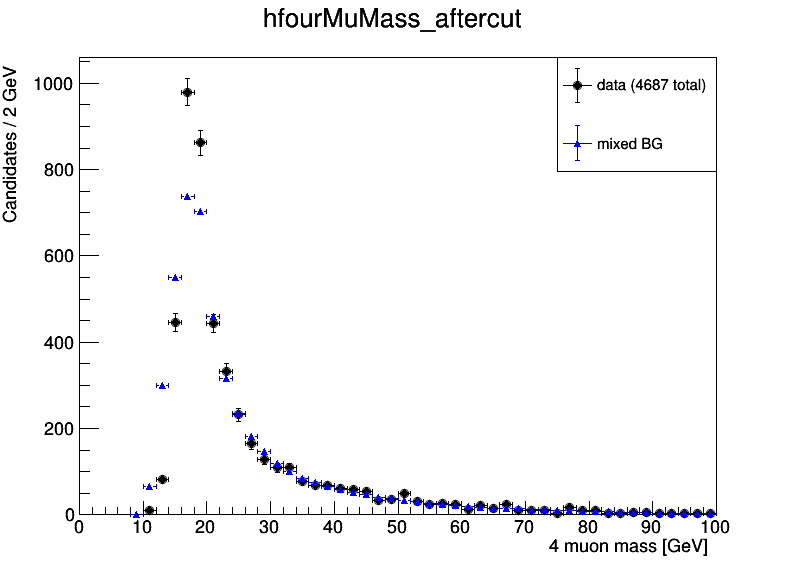 hfourMuMass_aftercut
Candidates / 2 GeV
data (4687 total)
mixed BG
1000
800
600
400
200
0
0 10 20 30 40 50 60 70 80 90 100
4 muon mass [GeV]